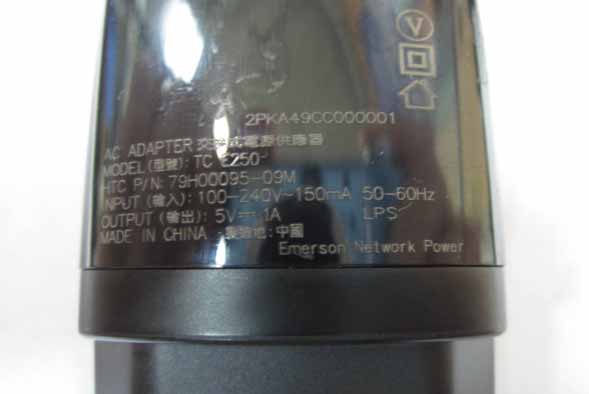 V
2PKA49CC000001
AC ADAPTER 交換式電源供應器
MODEL (型號): TC E250
HTC P/N: 79H00095-09M
INPUT (輸入): 100-240V~150mA 50-60Hz
OUTPUT (輸出): 5V⎓1A LPS
MADE IN CHINA 製造地:中國
Emerson Network Power